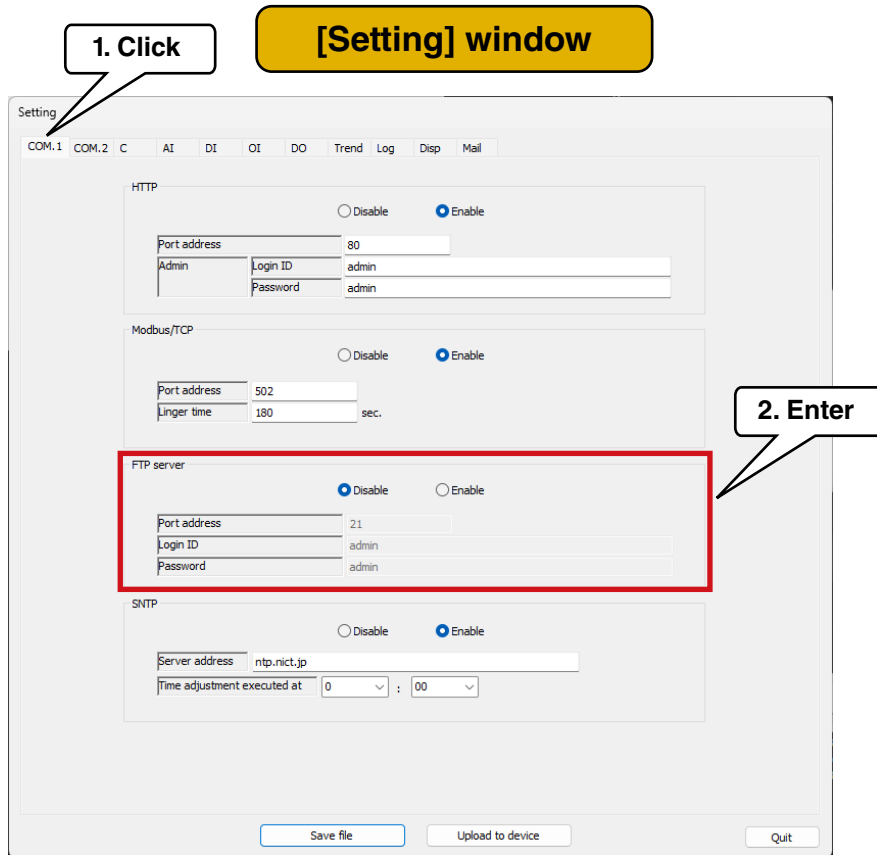 [Setting] window
1. Click
Setting
COM.1 COM.2 C AI DI OI DO Trend Log Disp Mail
HTTP
Disable Enable
Port address 80
Admin Login ID admin
Password admin
Modbus/TCP
Disable Enable
Port address 502
Linger time 180 sec.
2. Enter
FTP server
Disable Enable
Port address 21
Login ID admin
Password admin
SNTP
Disable Enable
Server address ntp.nict.jp
Time adjustment executed at 0 : 00
Save file Upload to device Quit